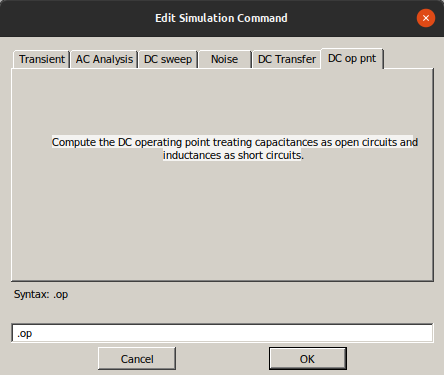 Edit Simulation Command
Transient AC Analysis DC sweep Noise DC Transfer DC op pnt
Compute the DC operating point treating capacitances as open circuits and
inductances as short circuits.
Syntax: .op
.op
Cancel OK